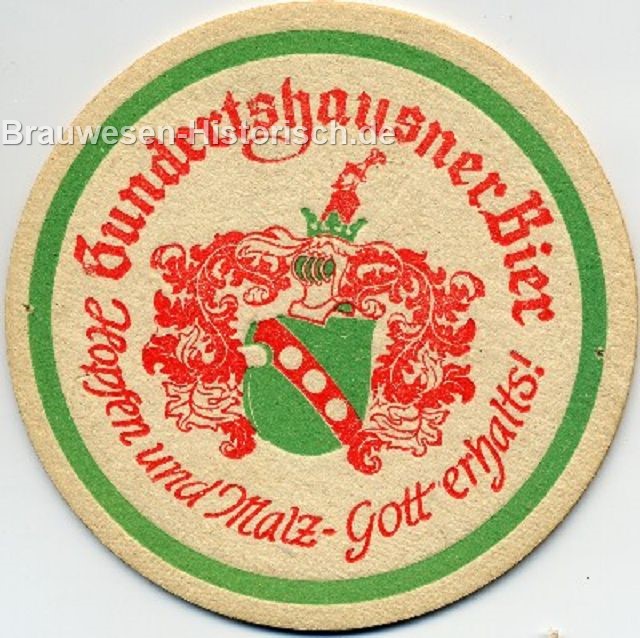 Gundertshausner Bier
Hopfen und Malz - Gott erhalts!
Brauwesen-Historisch.de